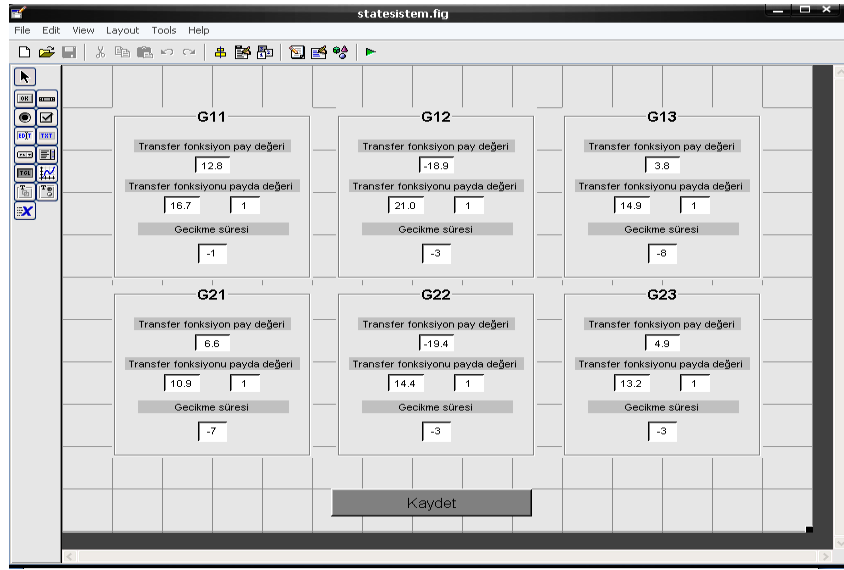 statesistem.fig
File Edit View Layout Tools Help
G11 G12 G13
Transfer fonksiyon pay değeri Transfer fonksiyon pay değeri Transfer fonksiyon pay değeri
12.8 -18.9 3.8
Transfer fonksiyonu payda değeri Transfer fonksiyonu payda değeri Transfer fonksiyonu payda değeri
16.7 1 21.0 1 14.9 1
Gecikme süresi Gecikme süresi Gecikme süresi
-1 -3 -8
G21 G22 G23
Transfer fonksiyon pay değeri Transfer fonksiyon pay değeri Transfer fonksiyon pay değeri
6.6 -19.4 4.9
Transfer fonksiyonu payda değeri Transfer fonksiyonu payda değeri Transfer fonksiyonu payda değeri
10.9 1 14.4 1 13.2 1
Gecikme süresi Gecikme süresi Gecikme süresi
-7 -3 -3
Kaydet
OK
EDIT TXT
TGL